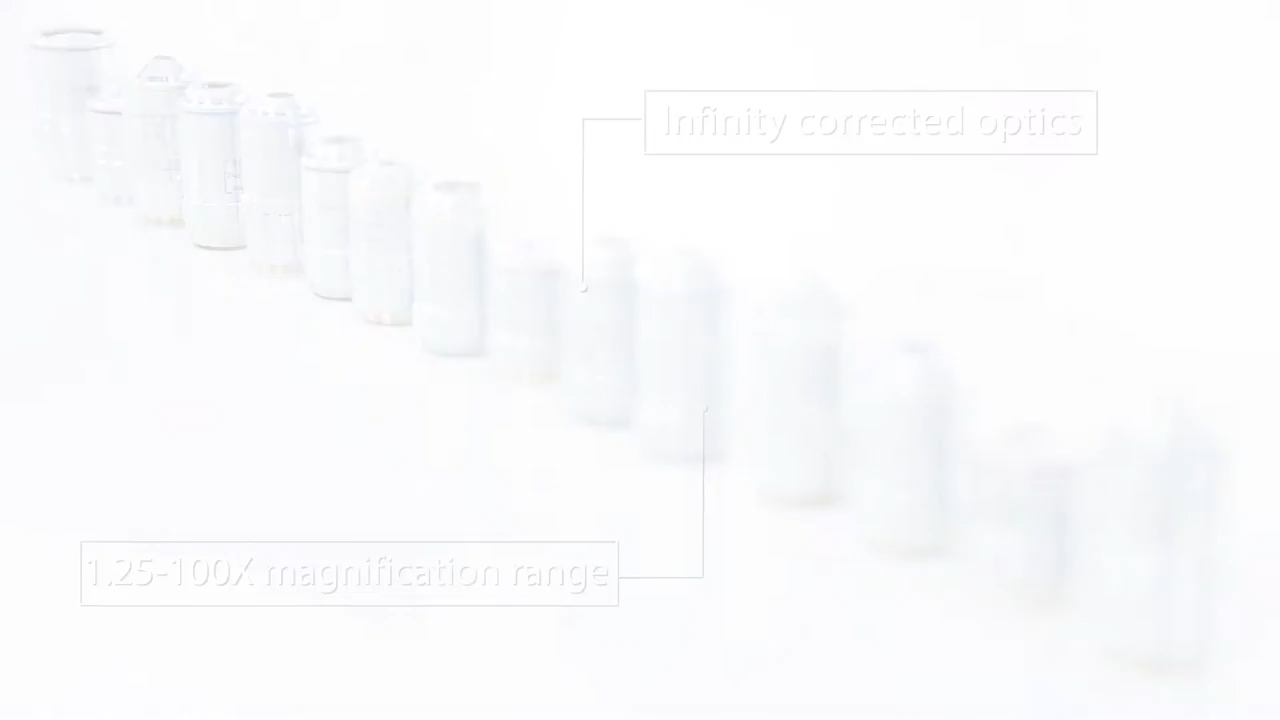 Infinity corrected optics
1.25-100X magnification range